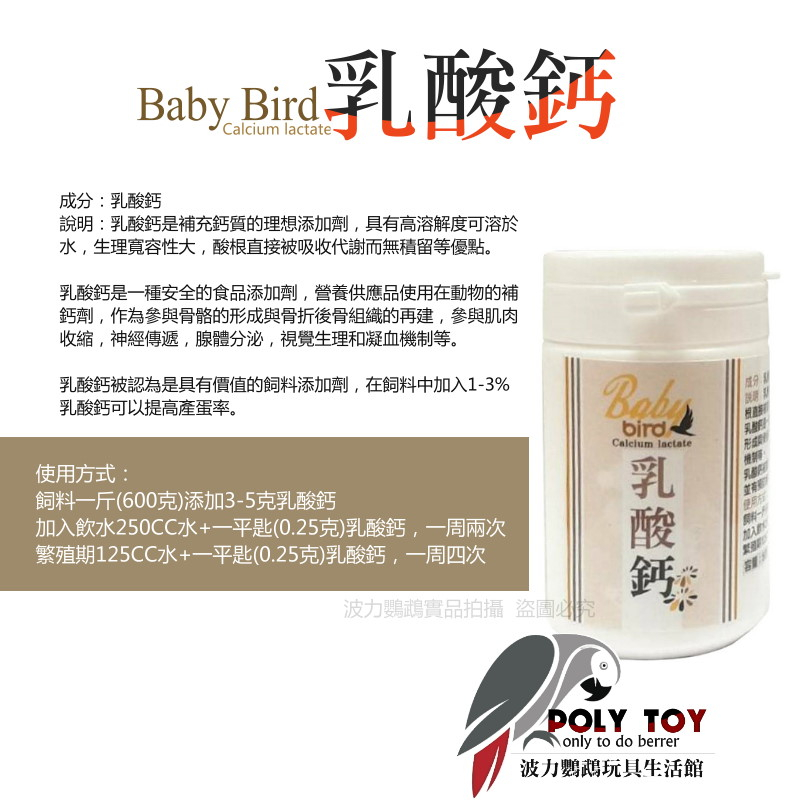 Baby Bird 乳酸鈣
Calcium lactate
成分：乳酸鈣
說明：乳酸鈣是補充鈣質的理想添加劑，具有高溶解度可溶於
水，生理寬容性大，酸根直接被吸收代謝而無積留等優點。
乳酸鈣是一種安全的食品添加劑，營養供應品使用在動物的補
鈣劑，作為參與骨骼的形成與骨折後骨組織的再建，參與肌肉
收縮，神經傳遞，腺體分泌，視覺生理和凝血機制等。
乳酸鈣被認為是具有價值的飼料添加劑，在飼料中加入1-3%
乳酸鈣可以提高產蛋率。
使用方式：
飼料一斤(600克)添加3-5克乳酸鈣
加入飲水250CC水+一平匙(0.25克)乳酸鈣，一周兩次
繁殖期125CC水+一平匙(0.25克)乳酸鈣，一周四次
Baby
bird
Calcium lactate
乳酸鈣
波力鸚鵡實品拍攝 盜圖必究
POLY TOY
only to do berrer
波力鸚鵡玩具生活館